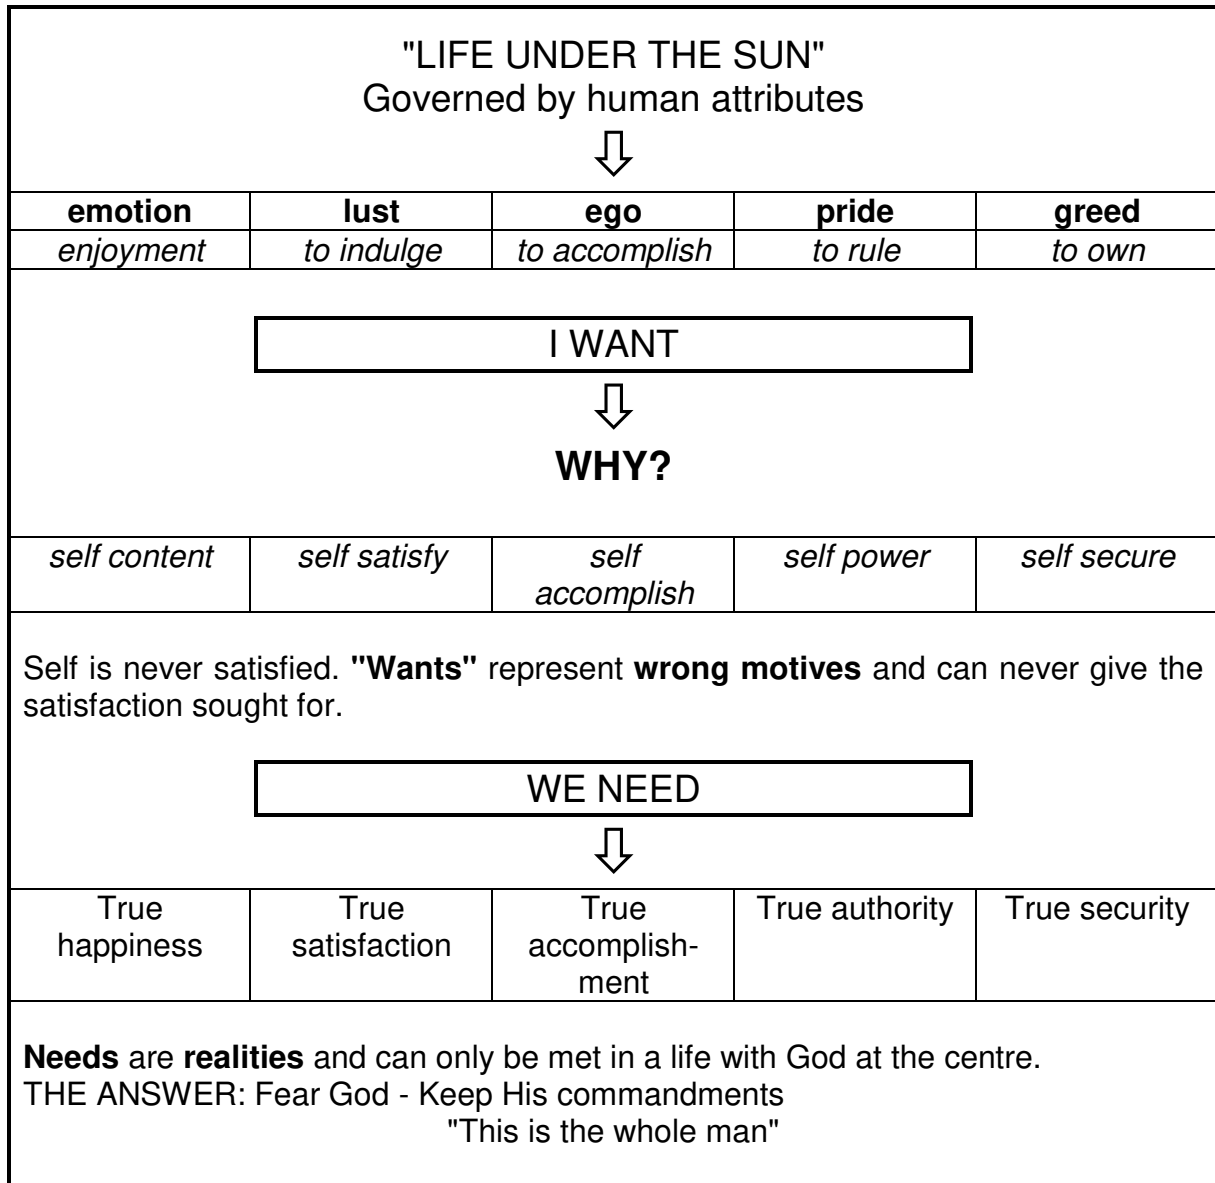 "LIFE UNDER THE SUN"
Governed by human attributes
emotion lust ego pride greed
enjoyment to indulge to accomplish to rule to own
I WANT
WHY?
self content self satisfy self accomplish self power self secure
Self is never satisfied. "Wants" represent wrong motives and can never give the
satisfaction sought for.
WE NEED
True happiness True satisfaction True accomplish-ment True authority True security
Needs are realities and can only be met in a life with God at the centre.
THE ANSWER: Fear God - Keep His commandments
"This is the whole man"